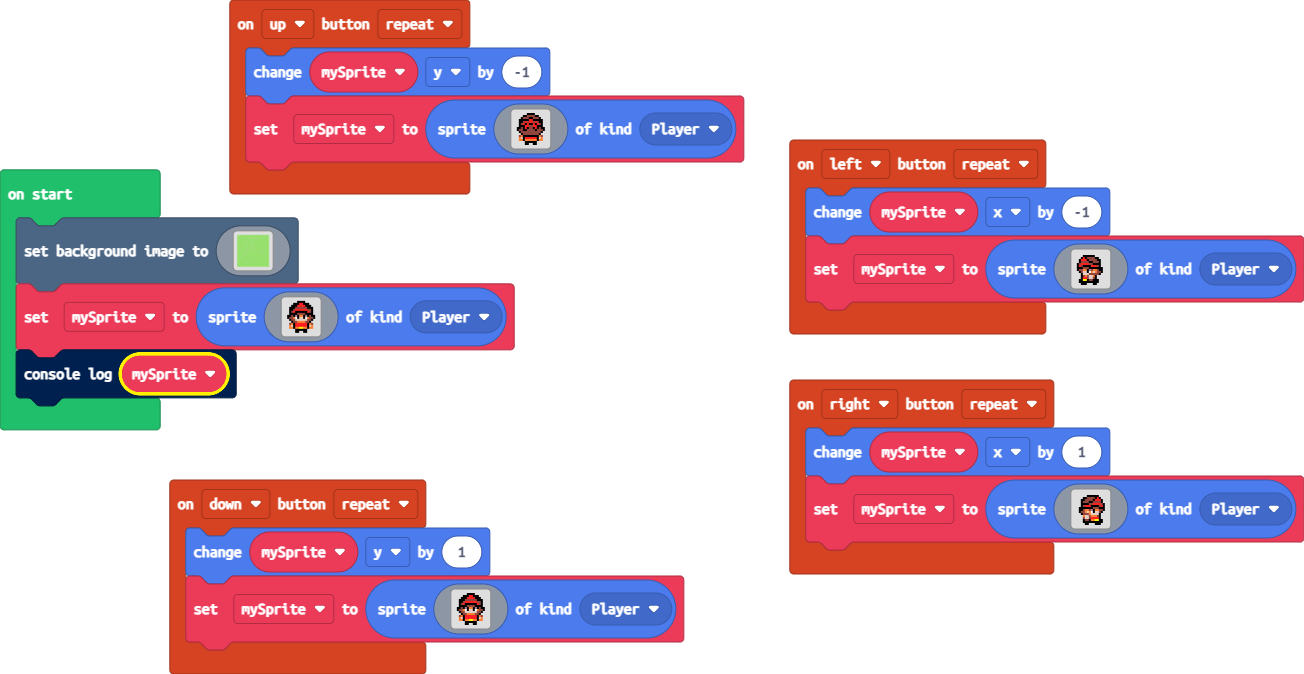 on up button repeat
change mySprite y by -1
set mySprite to sprite of kind Player
on start
set background image to
set mySprite to sprite of kind Player
console log mySprite
on down button repeat
change mySprite y by 1
set mySprite to sprite of kind Player
on left button repeat
change mySprite x by -1
set mySprite to sprite of kind Player
on right button repeat
change mySprite x by 1
set mySprite to sprite of kind Player